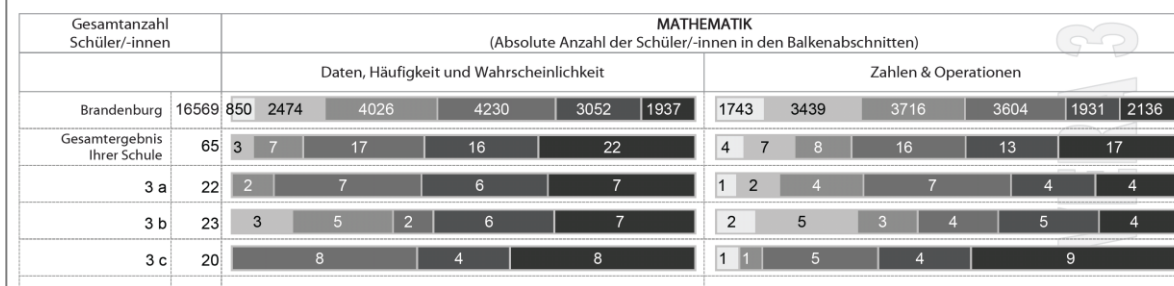 Gesamtanzahl
Schüler/-innen
MATHEMATIK
(Absolute Anzahl der Schüler/-innen in den Balkenabschnitten)
Daten, Häufigkeit und Wahrscheinlichkeit
Zahlen & Operationen
Brandenburg 16569 850 2474 4026 4230 3052 1937 1743 3439 3716 3604 1931 2136
Gesamtergebnis
Ihrer Schule 65 3 7 17 16 22 4 7 8 16 13 17
3 a 22 2 7 6 7 1 2 4 7 4 4
3 b 23 3 5 2 6 7 2 5 3 4 5 4
3 c 20 8 4 8 1 1 5 4 9